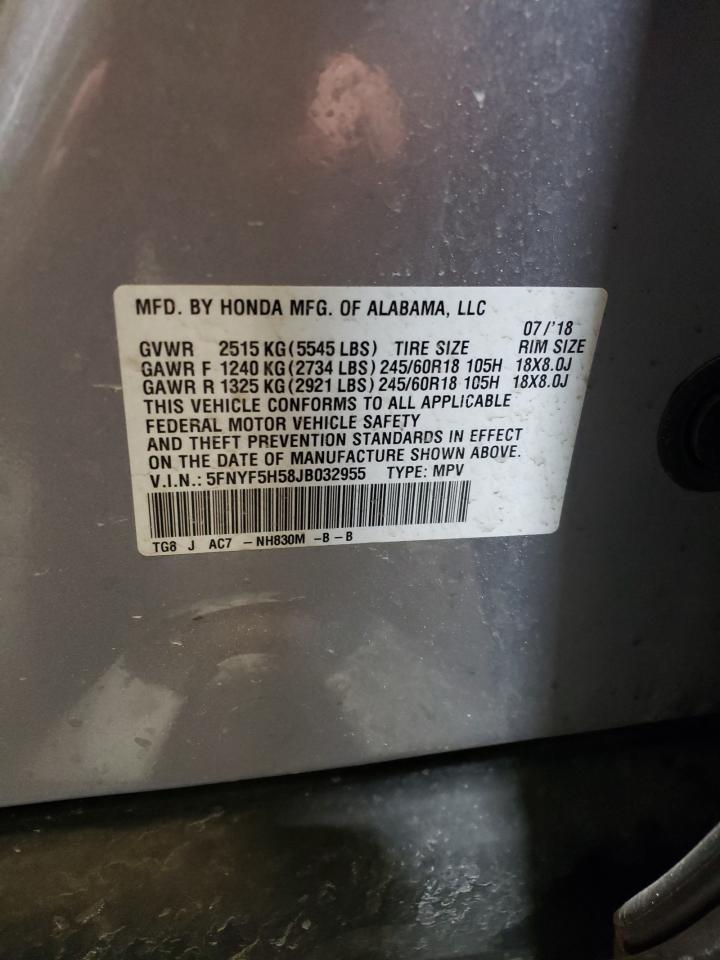 MFD. BY HONDA MFG. OF ALABAMA, LLC
07/'18
GVWR 2515 KG(5545 LBS) TIRE SIZE RIM SIZE
GAWR F 1240 KG(2734 LBS) 245/60R18 105H 18X8.0J
GAWR R 1325 KG(2921 LBS) 245/60R18 105H 18X8.0J
THIS VEHICLE CONFORMS TO ALL APPLICABLE
FEDERAL MOTOR VEHICLE SAFETY
AND THEFT PREVENTION STANDARDS IN EFFECT
ON THE DATE OF MANUFACTURE SHOWN ABOVE.
V.I.N.: 5FNYF5H58JB032955 TYPE: MPV
TG8 J AC7 -NH830M -B-B